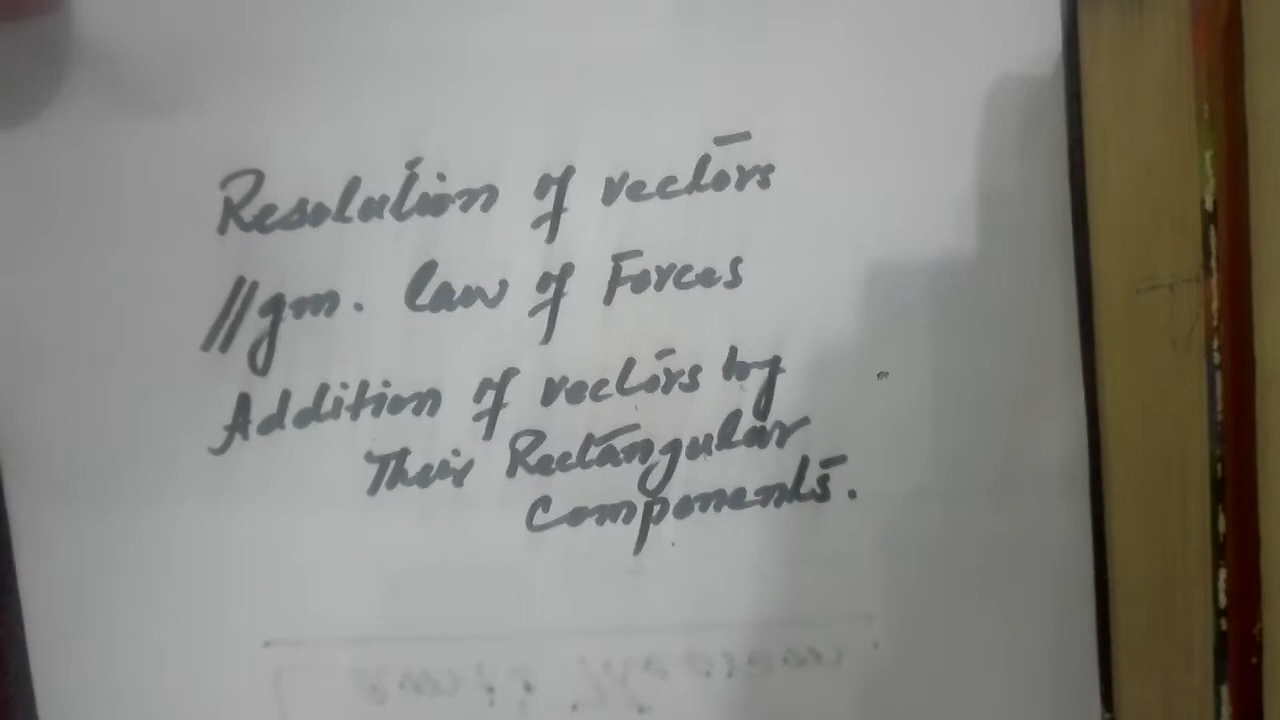 Resolution of vectors
//gm. law of Forces
Addition of vectors by
Their Rectangular
Components.